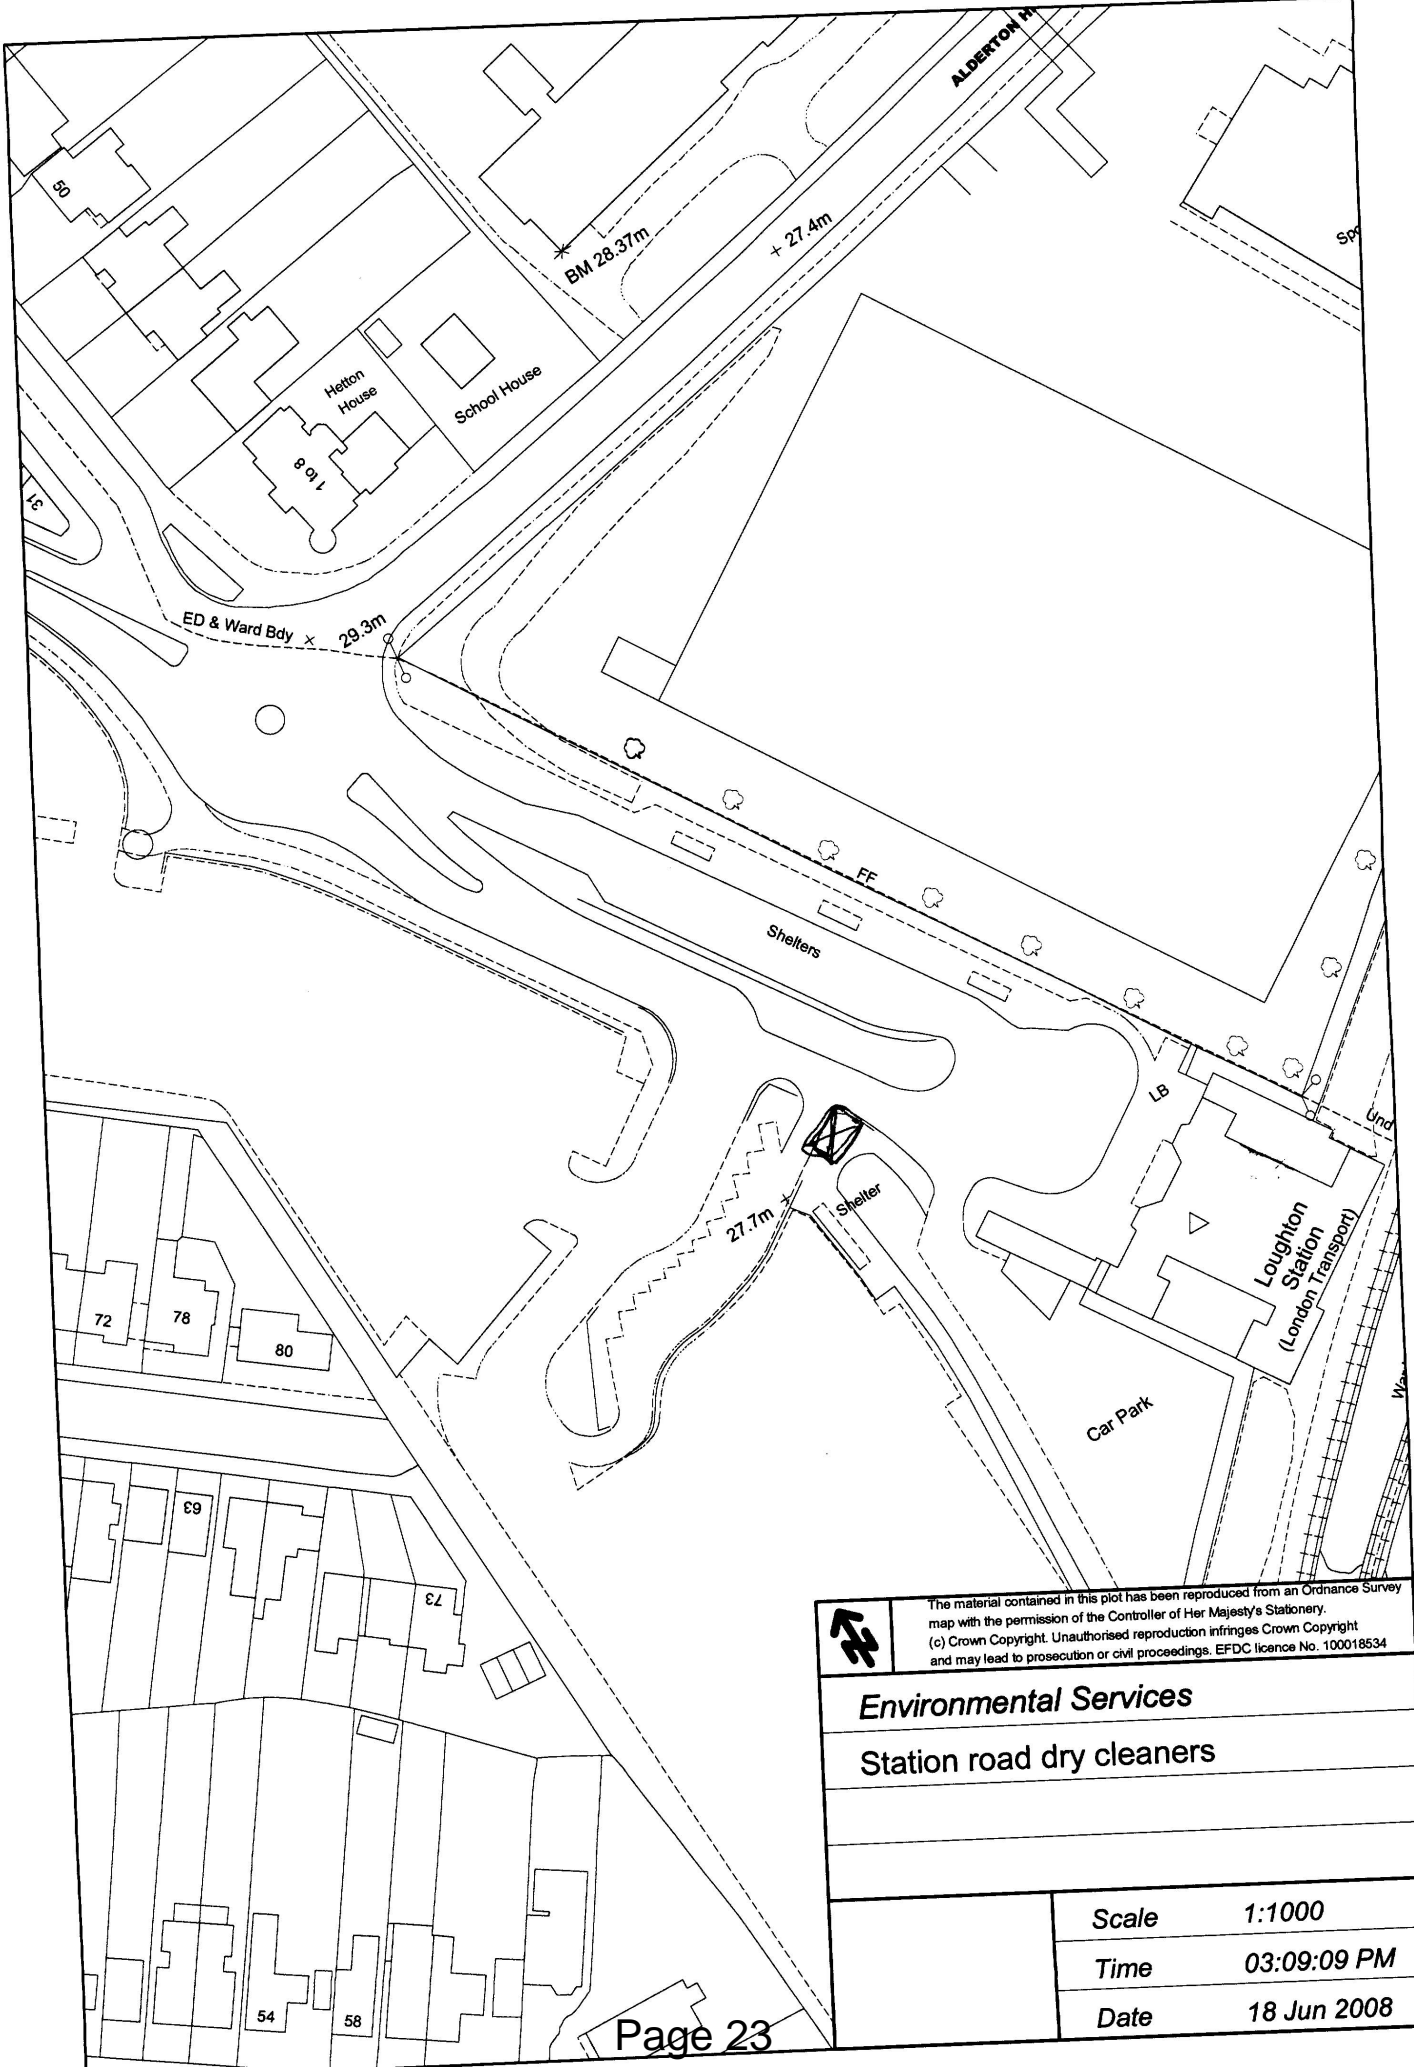 ALDERTON
50
BM 28.37m
27.4m
Hetton
House
School House
1 to 8
31
ED & Ward Bdy
29.3m
FF
Shelters
LB
Und
Shelter
27.7m
Loughton
Station
(London Transport)
72
78
80
Car Park
63
73
54
58
The material contained in this plot has been reproduced from an Ordnance Survey
map with the permission of the Controller of Her Majesty's Stationery.
(c) Crown Copyright. Unauthorised reproduction infringes Crown Copyright
and may lead to prosecution or civil proceedings. EFDC licence No. 100018534
N
Environmental Services
Station road dry cleaners
Scale 1:1000
Time 03:09:09 PM
Date 18 Jun 2008
Page 23